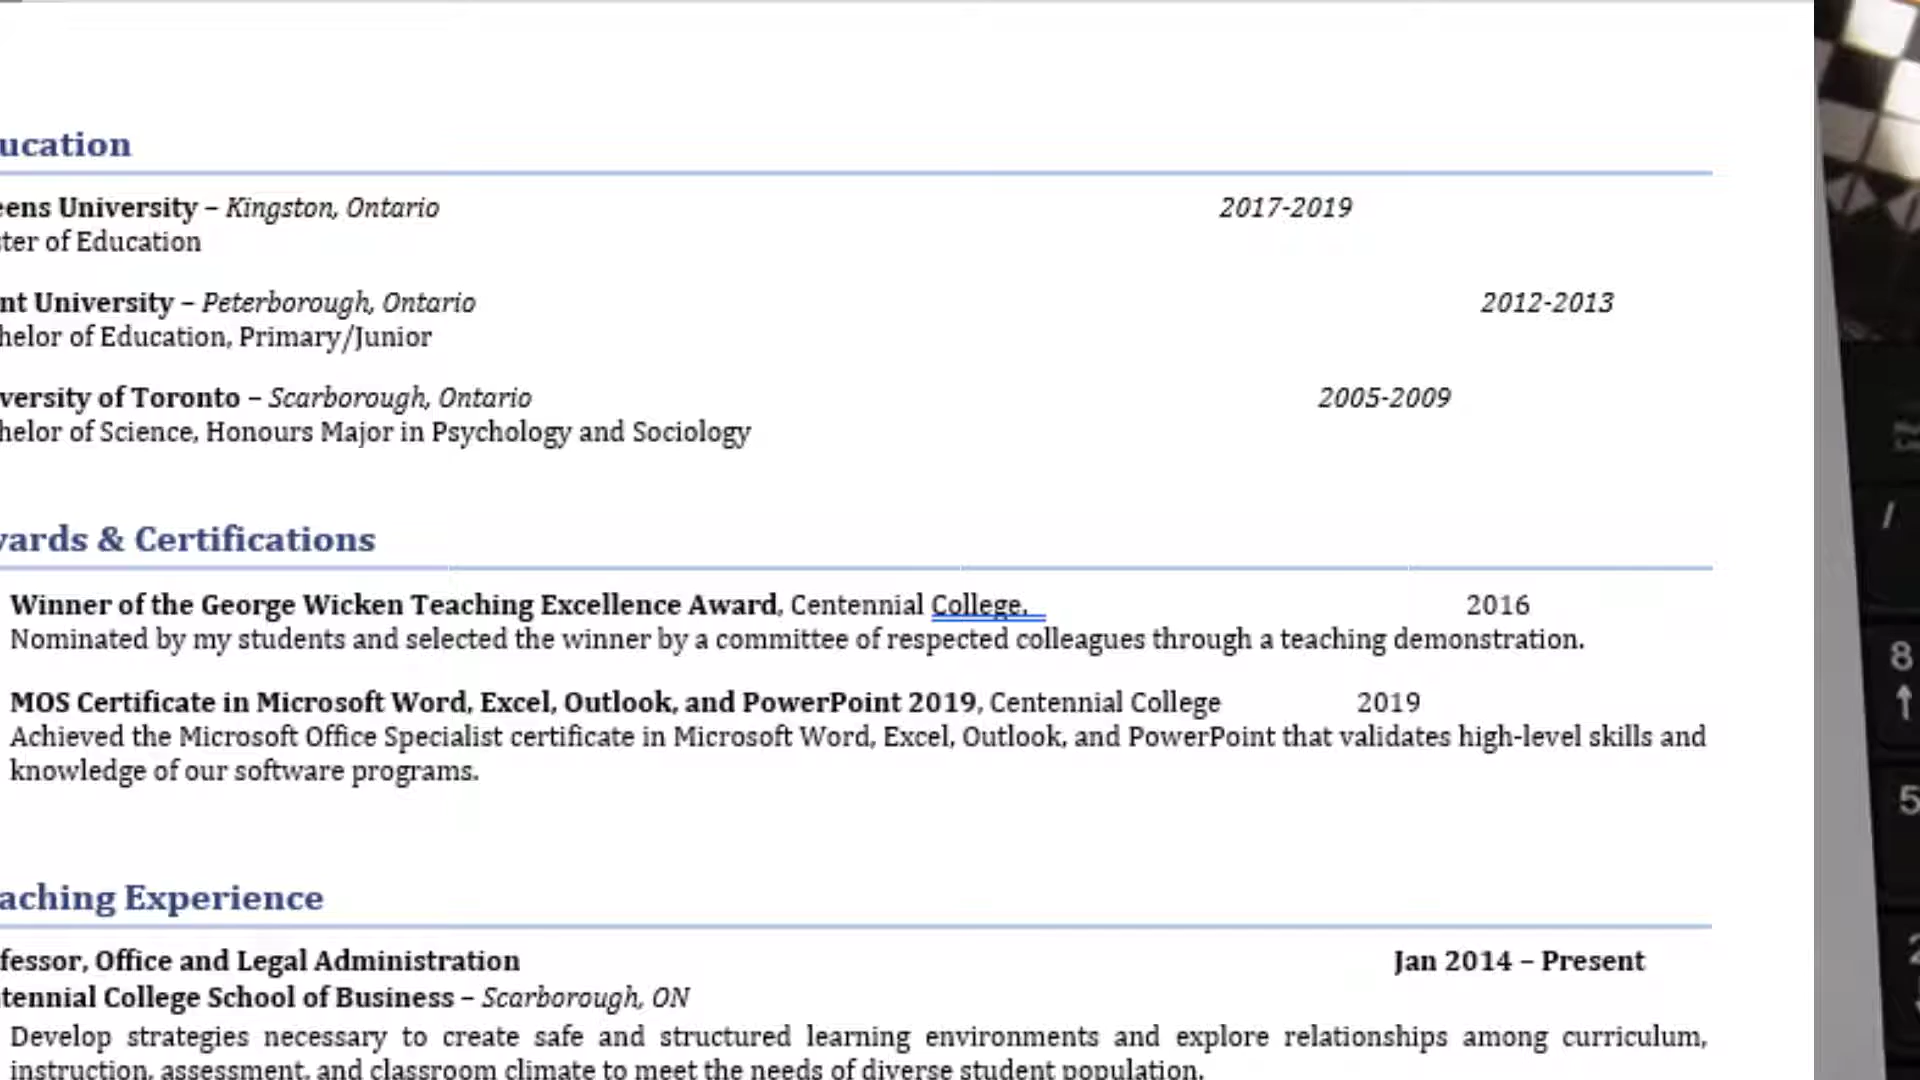 ucation
eens University – Kingston, Ontario 2017-2019
ter of Education
nt University – Peterborough, Ontario 2012-2013
helor of Education, Primary/Junior
versity of Toronto – Scarborough, Ontario 2005-2009
helor of Science, Honours Major in Psychology and Sociology
ards & Certifications
Winner of the George Wicken Teaching Excellence Award, Centennial College. 2016
Nominated by my students and selected the winner by a committee of respected colleagues through a teaching demonstration.
MOS Certificate in Microsoft Word, Excel, Outlook, and PowerPoint 2019, Centennial College 2019
Achieved the Microsoft Office Specialist certificate in Microsoft Word, Excel, Outlook, and PowerPoint that validates high-level skills and
knowledge of our software programs.
aching Experience
fessor, Office and Legal Administration Jan 2014 – Present
tennial College School of Business – Scarborough, ON
Develop strategies necessary to create safe and structured learning environments and explore relationships among curriculum,
instruction, assessment, and classroom climate to meet the needs of diverse student population.
/
8
5
2